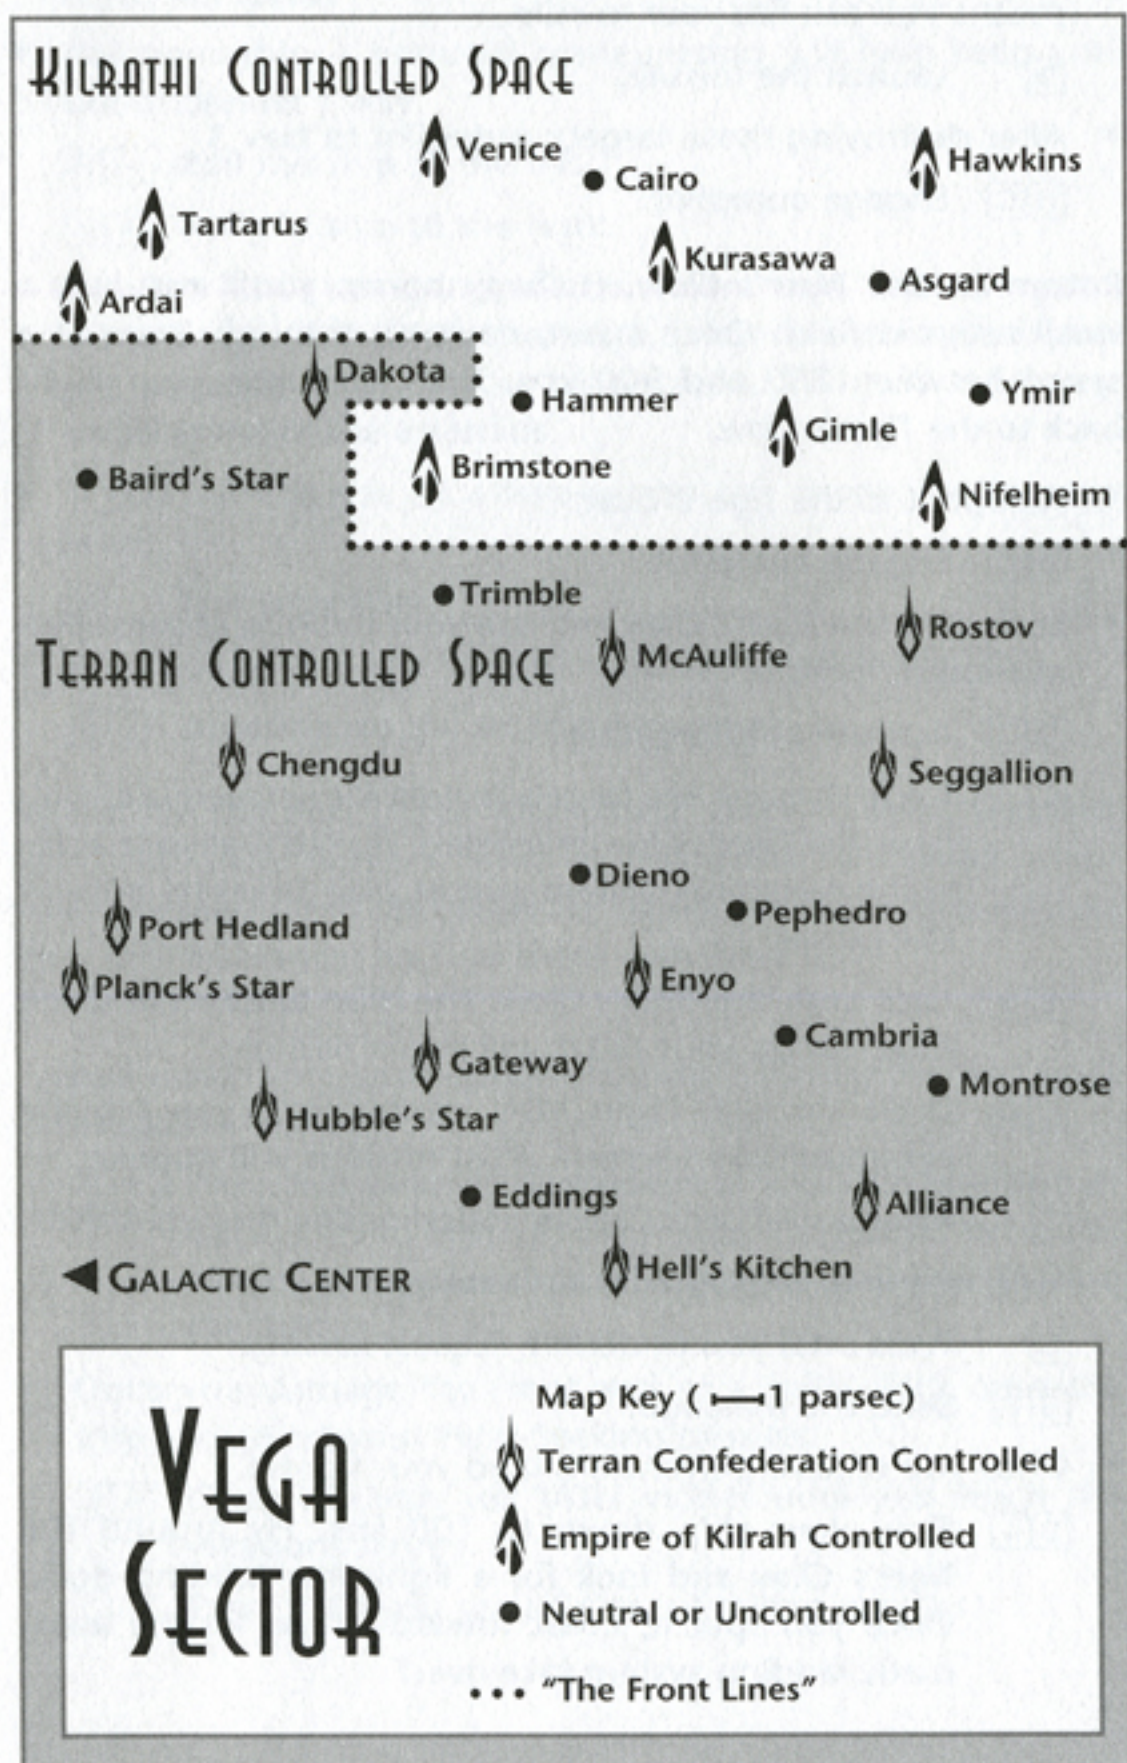 KILRATHI CONTROLLED SPACE
Venice
Cairo
Hawkins
Tartarus
Kurasawa
Asgard
Ardai
Dakota
Hammer
Ymir
Gimle
Baird's Star
Brimstone
Nifelheim
Trimble
Rostov
TERRAN CONTROLLED SPACE
McAuliffe
Chengdu
Seggallion
Dieno
Pephedro
Port Hedland
Planck's Star
Enyo
Cambria
Gateway
Montrose
Hubble's Star
Eddings
Alliance
Hell's Kitchen
GALACTIC CENTER
VEGA
SECTOR
Map Key ( 1 parsec)
Terran Confederation Controlled
Empire of Kilrah Controlled
Neutral or Uncontrolled
"The Front Lines"